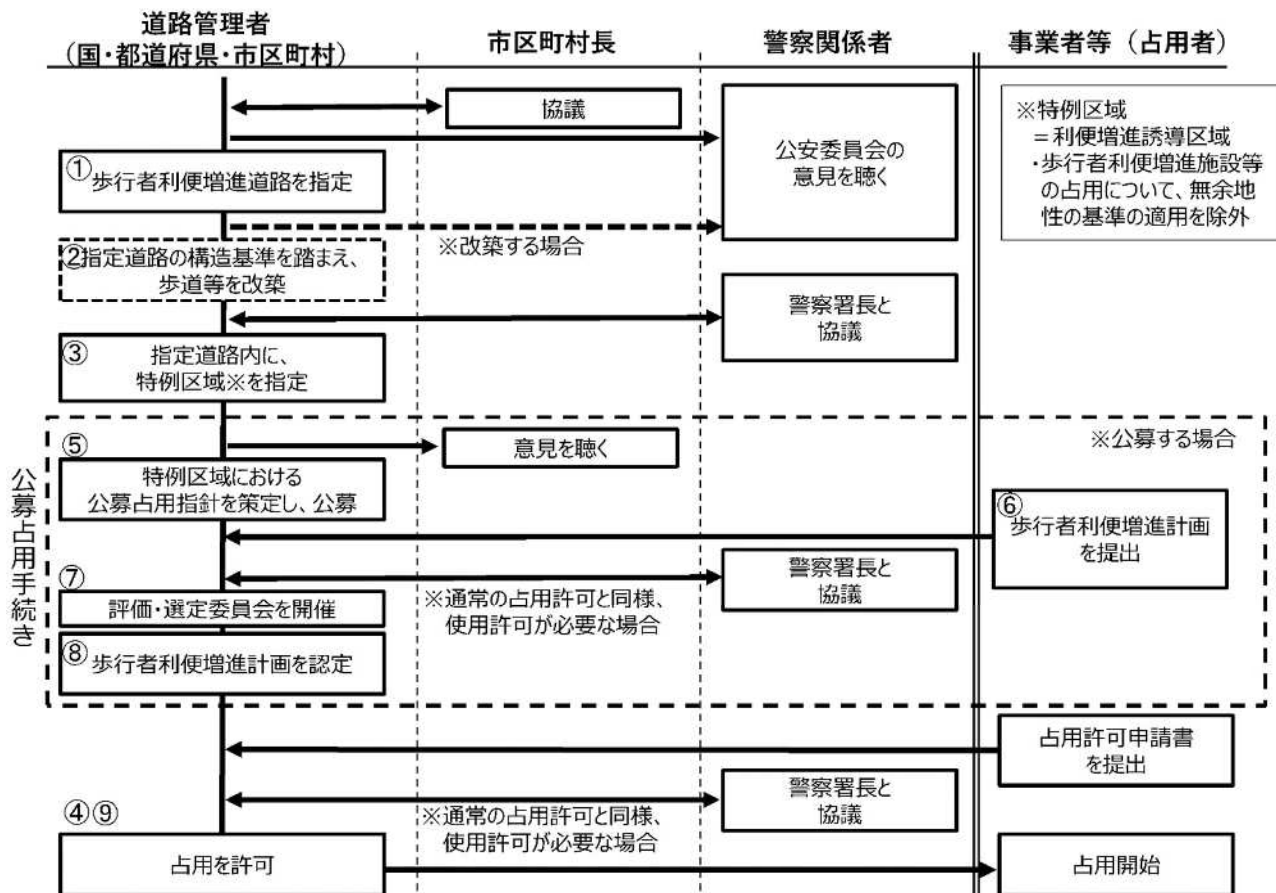 道路管理者
（国・都道府県・市区町村）
市区町村長
警察関係者
事業者等（占用者）
協議
公安委員会の
意見を聴く
※特例区域
＝利便増進誘導区域
・歩行者利便増進施設等
の占用について、無余地
性の基準の適用を除外
①歩行者利便増進道路を指定
※改築する場合
②指定道路の構造基準を踏まえ、
歩道等を改築
警察署長と
協議
③ 指定道路内に、
特例区域※を指定
公募占用手続き
※公募する場合
⑤
意見を聴く
特例区域における
公募占用指針を策定し、公募
⑥
歩行者利便増進計画
を提出
警察署長と
協議
⑦
評価・選定委員会を開催
※通常の占用許可と同様、
使用許可が必要な場合
⑧歩行者利便増進計画を認定
占用許可申請書
を提出
警察署長と
協議
④⑨
※通常の占用許可と同様、
使用許可が必要な場合
占用を許可
占用開始